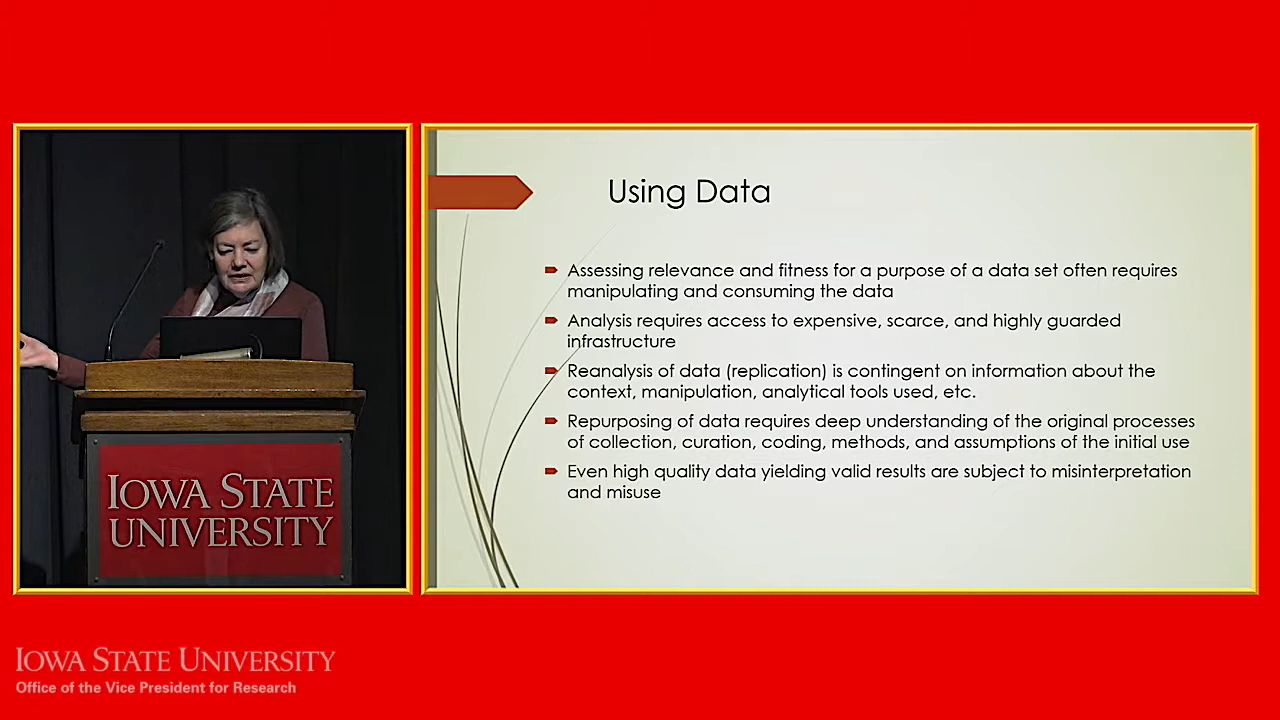 Using Data
Assessing relevance and fitness for a purpose of a data set often requires
manipulating and consuming the data
Analysis requires access to expensive, scarce, and highly guarded
infrastructure
Reanalysis of data (replication) is contingent on information about the
context, manipulation, analytical tools used, etc.
Repurposing of data requires deep understanding of the original processes
of collection, curation, coding, methods, and assumptions of the initial use
Even high quality data yielding valid results are subject to misinterpretation
and misuse
IOWA STATE
UNIVERSITY
IOWA STATE UNIVERSITY
Office of the Vice President for Research